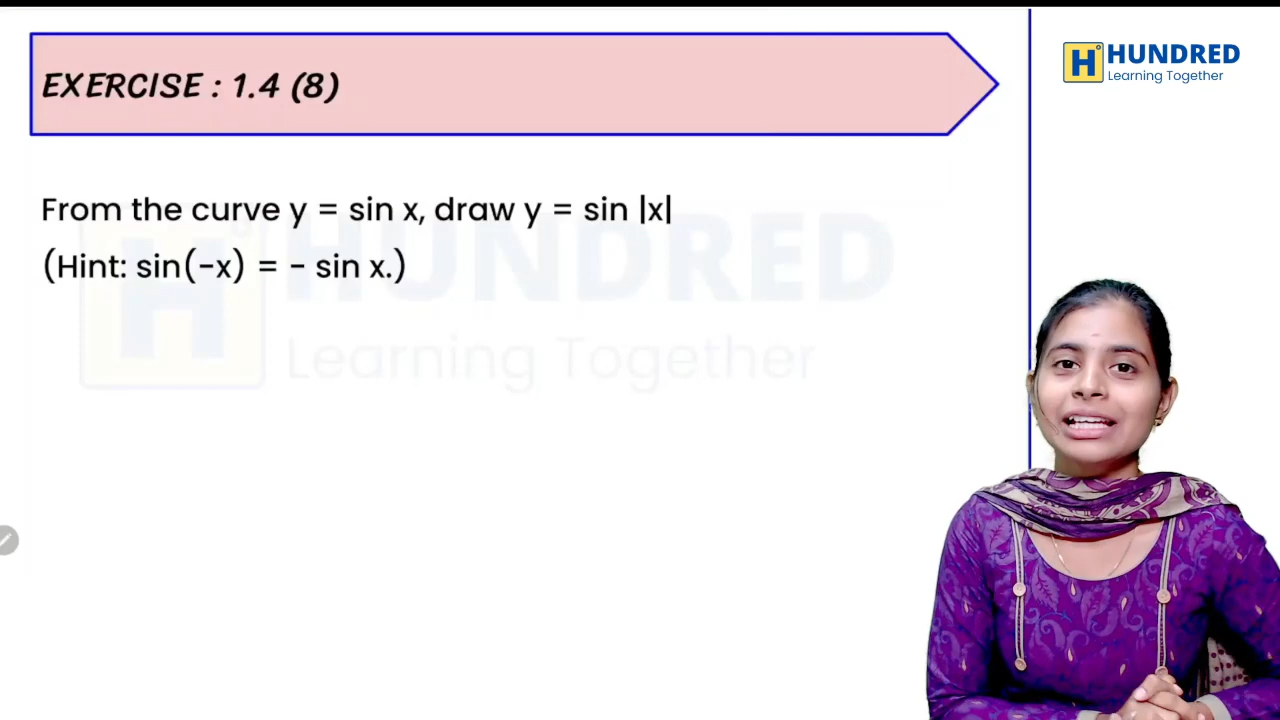 EXERCISE : 1.4 (8)
H° HUNDRED
Learning Together
From the curve y = sin x, draw y = sin |x|
(Hint: sin(-x) = - sin x.)
H HUNDRED
Learning Together